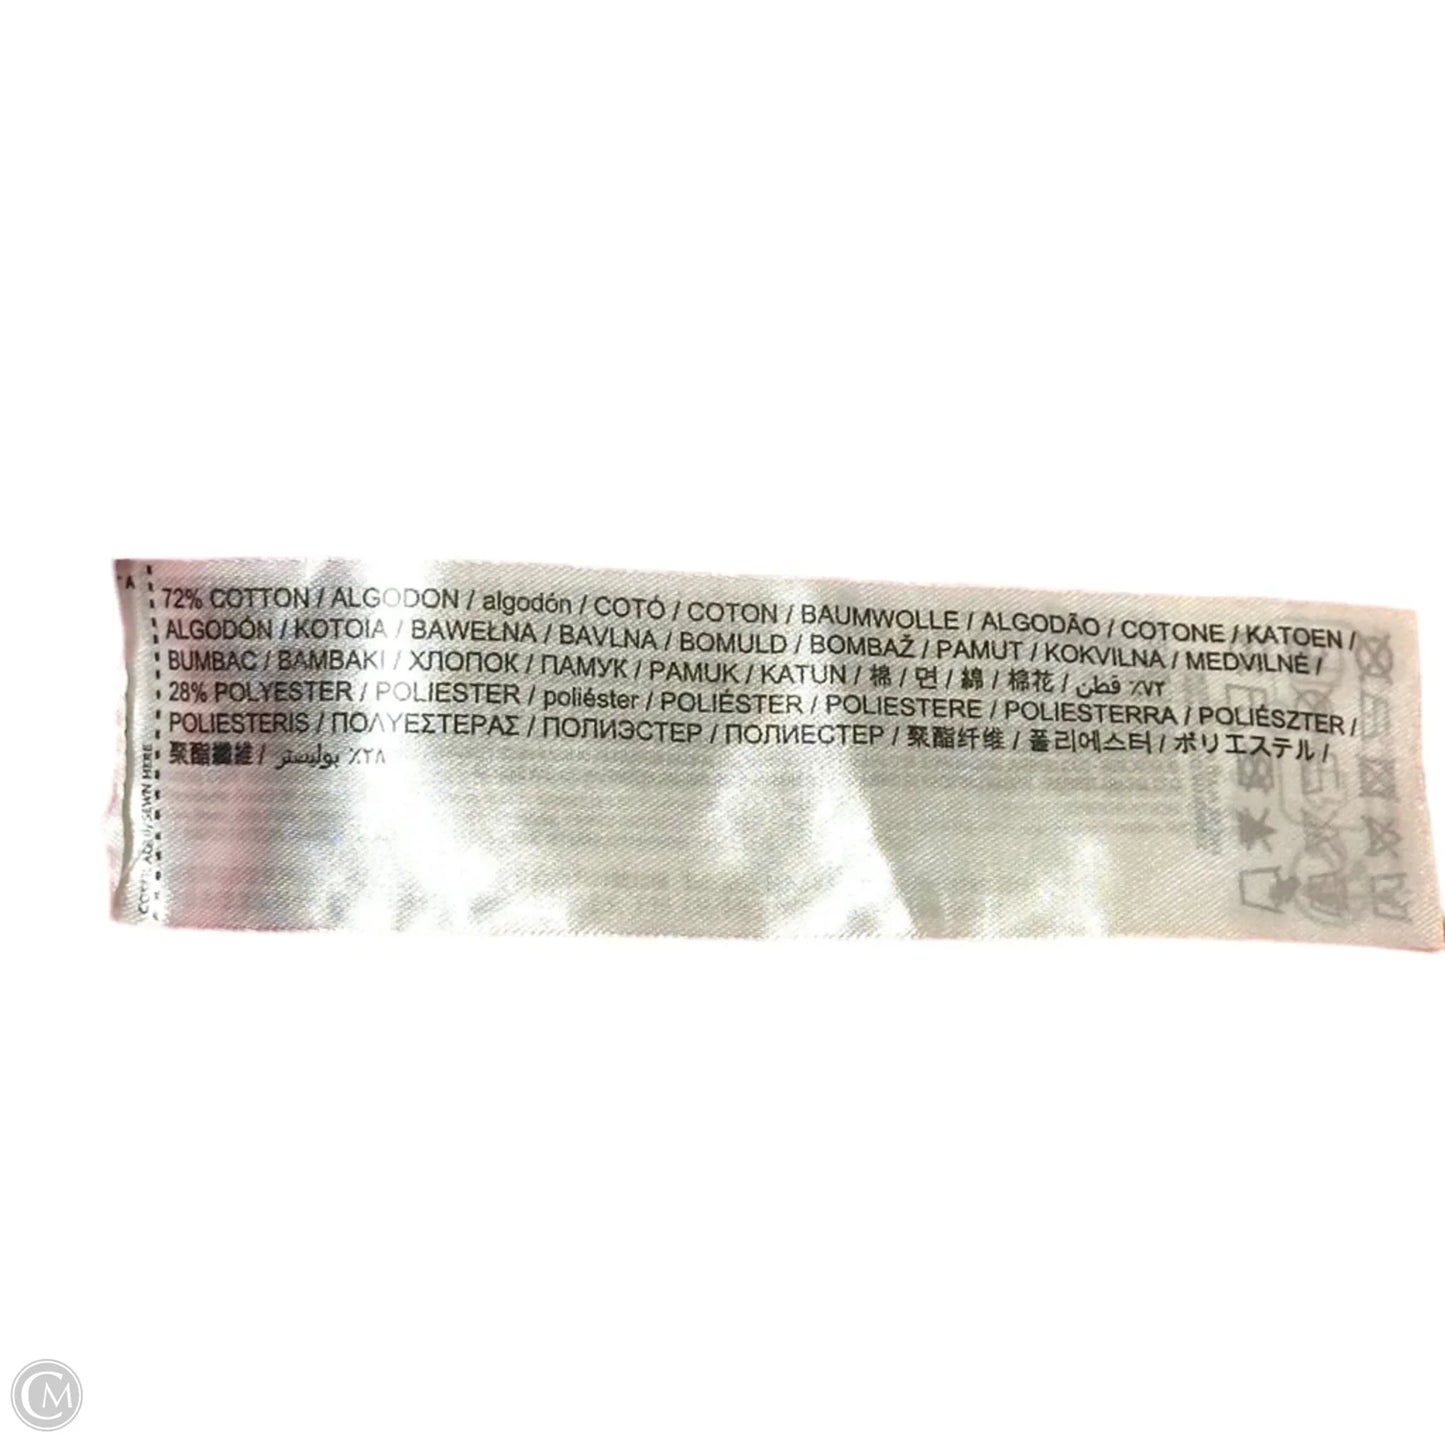 72% COTTON / ALGODON / algodón / COTÓ / COTON / BAUMWOLLE / ALGODÃO / COTONE / KATOEN /
ALGODÓN / KOTOIA / BAWEŁNA / BAVLNA / BOMULD / BOMBAŽ / PAMUT / KOKVILNA / MEDVILNĖ /
BUMBAC / BAMBAKI / ХЛОПОК / ПАМУК / PAMUK / KATUN / 棉 / 면 / 綿 / 棉花 / قطن ٪٧٢
28% POLYESTER / POLIESTER / poliéster / POLIÉSTER / POLIESTERE / POLIESTERRA / POLIÉSZTER /
POLIESTERIS / ΠΟΛΥΕΣΤΕΡΑΣ / ПОЛИЭСТЕР / ПОЛИЕСТЕР / 聚酯纤维 / 폴리에스터 / ポリエステル /
聚酯纖維 / بوليستر ٪٢٨
SEWN HERE
CM